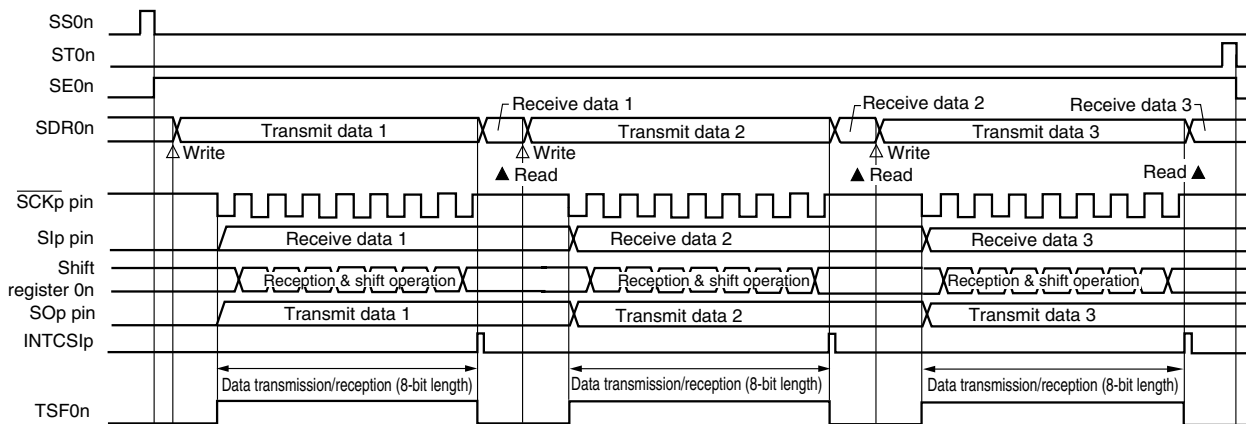 SS0n
ST0n
SE0n
Receive data 1
Receive data 2
Receive data 3
SDR0n
Transmit data 1
Transmit data 2
Transmit data 3
Write
Write
Write
Read
Read
Read
SCKp pin
SIp pin
Receive data 1
Receive data 2
Receive data 3
Shift
register 0n
Reception & shift operation
Reception & shift operation
Reception & shift operation
SOp pin
Transmit data 1
Transmit data 2
Transmit data 3
INTCSIp
Data transmission/reception (8-bit length)
Data transmission/reception (8-bit length)
Data transmission/reception (8-bit length)
TSF0n